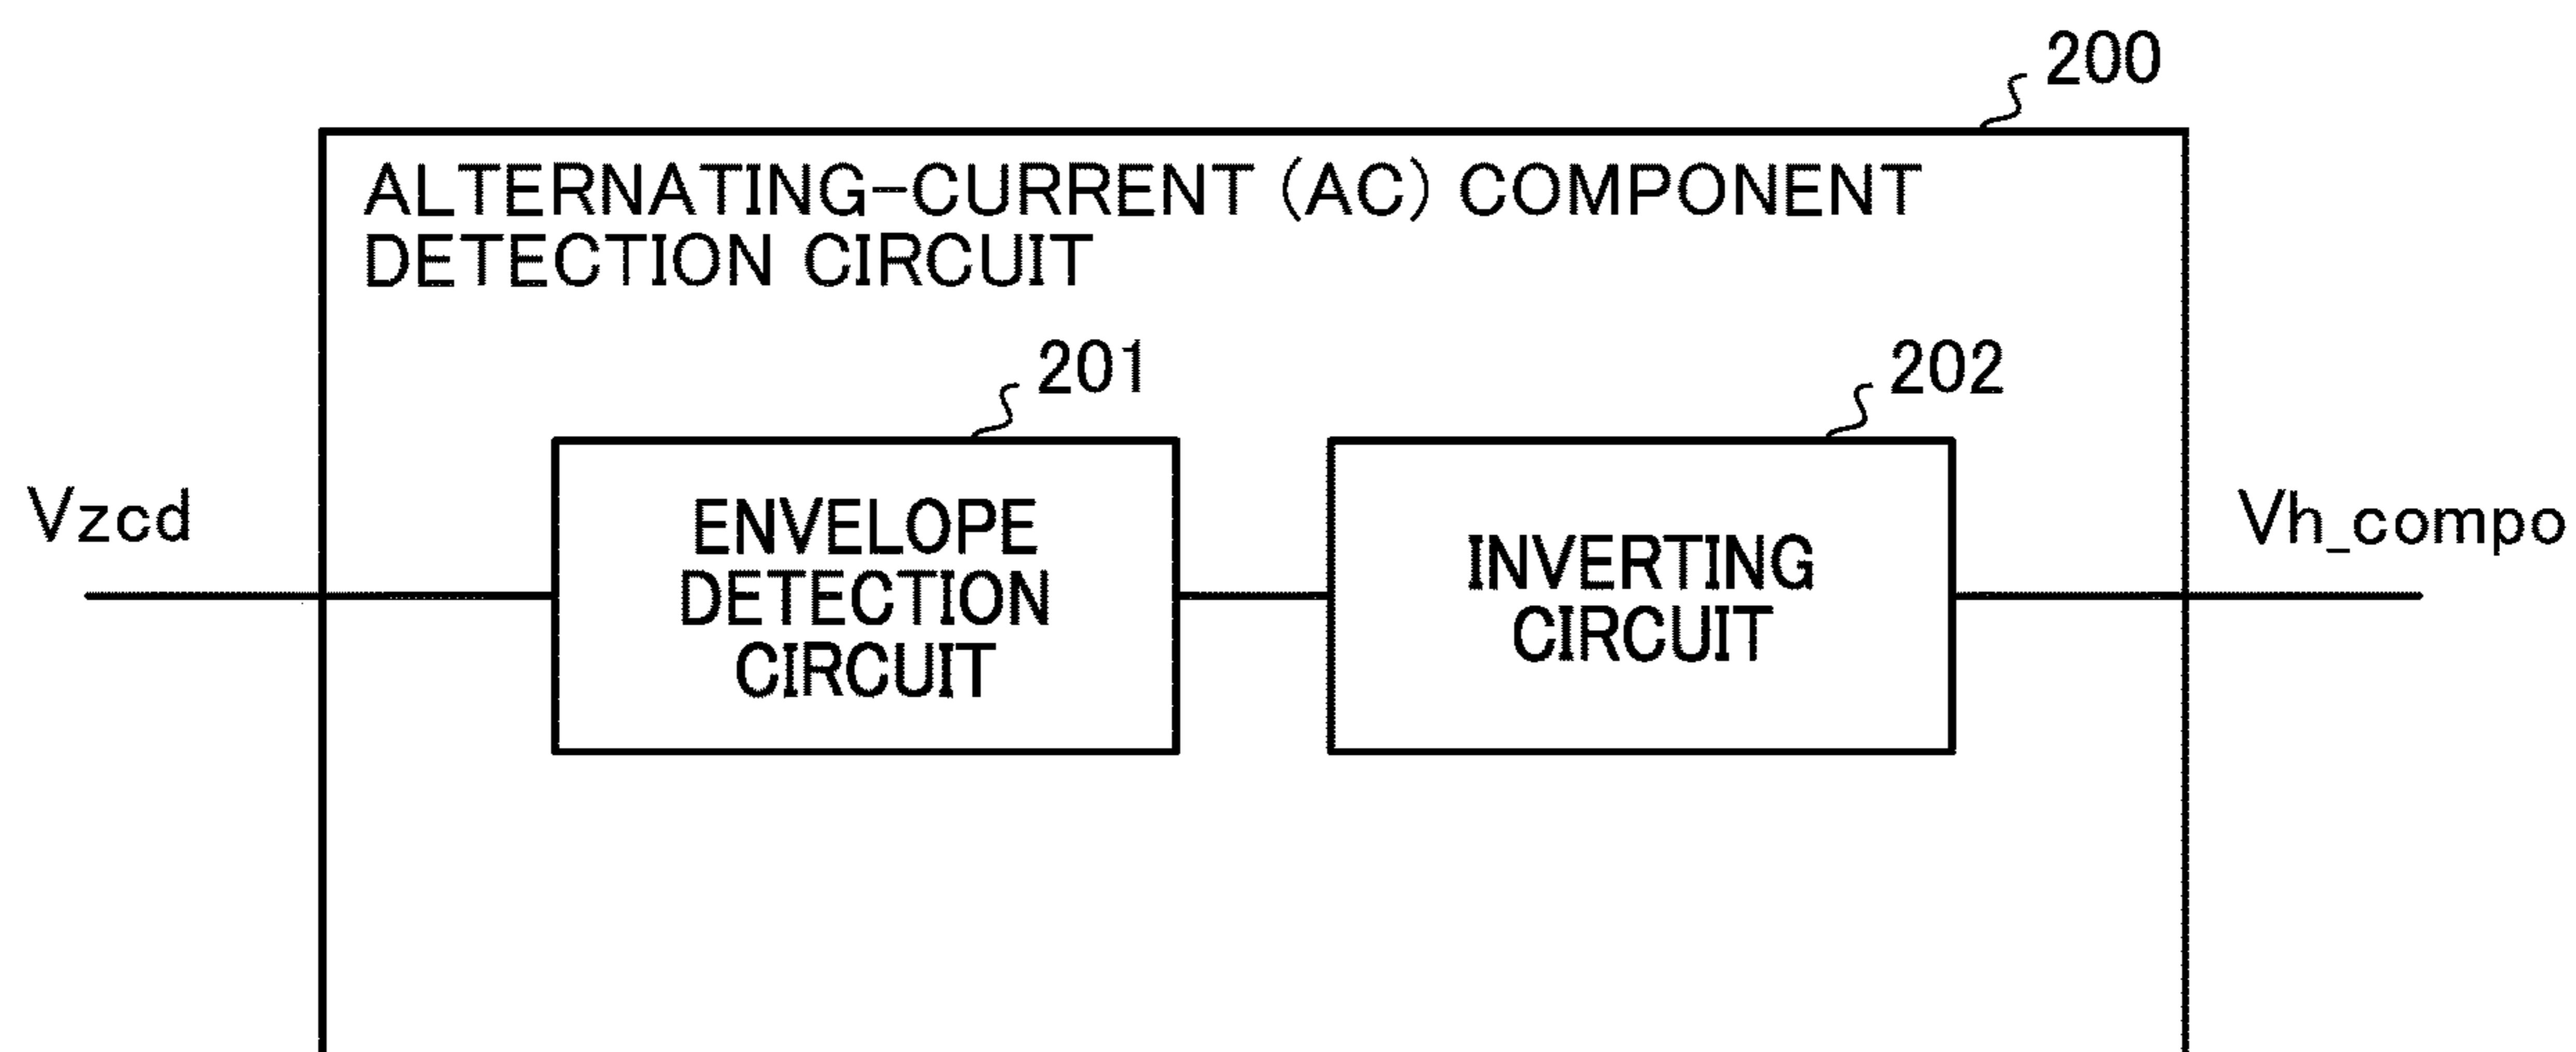 200
ALTERNATING-CURRENT (AC) COMPONENT
DETECTION CIRCUIT
201
202
Vzcd
ENVELOPE
DETECTION
CIRCUIT
INVERTING
CIRCUIT
Vh_compo